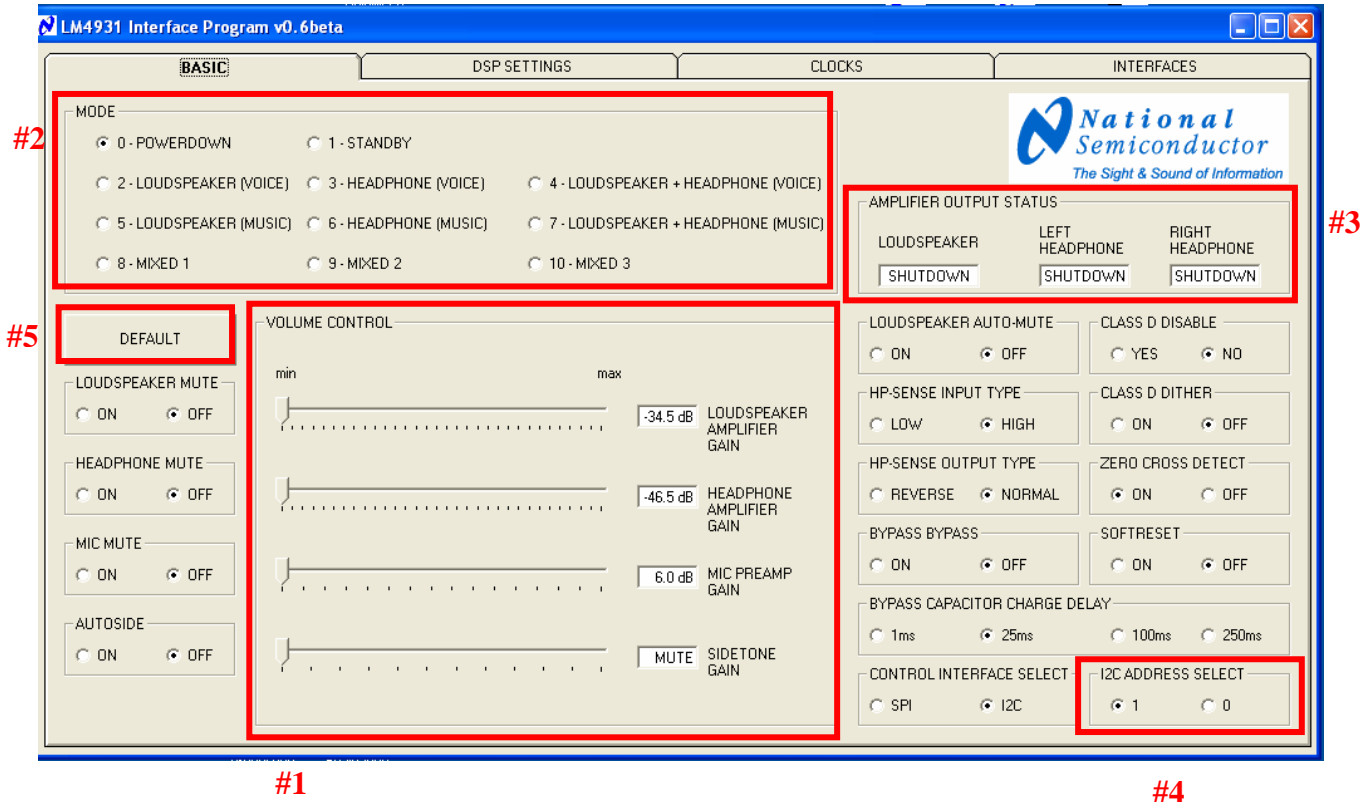 LM4931 Interface Program v0.6beta
BASIC
DSP SETTINGS
CLOCKS
INTERFACES
#2
MODE
0 - POWERDOWN
1 - STANDBY
2 - LOUDSPEAKER (VOICE)
3 - HEADPHONE (VOICE)
4 - LOUDSPEAKER + HEADPHONE (VOICE)
5 - LOUDSPEAKER (MUSIC)
6 - HEADPHONE (MUSIC)
7 - LOUDSPEAKER + HEADPHONE (MUSIC)
8 - MIXED 1
9 - MIXED 2
10 - MIXED 3
National
Semiconductor
The Sight & Sound of Information
#3
AMPLIFIER OUTPUT STATUS
LOUDSPEAKER
LEFT
HEADPHONE
RIGHT
HEADPHONE
SHUTDOWN
SHUTDOWN
SHUTDOWN
#5
DEFAULT
LOUDSPEAKER MUTE
ON OFF
HEADPHONE MUTE
ON OFF
MIC MUTE
ON OFF
AUTOSIDE
ON OFF
VOLUME CONTROL
min max
-34.5 dB
LOUDSPEAKER
AMPLIFIER
GAIN
-46.5 dB
HEADPHONE
AMPLIFIER
GAIN
6.0 dB
MIC PREAMP
GAIN
MUTE
SIDETONE
GAIN
LOUDSPEAKER AUTO-MUTE
ON OFF
CLASS D DISABLE
YES NO
HP-SENSE INPUT TYPE
LOW HIGH
CLASS D DITHER
ON OFF
HP-SENSE OUTPUT TYPE
REVERSE NORMAL
ZERO CROSS DETECT
ON OFF
BYPASS BYPASS
ON OFF
SOFTRESET
ON OFF
BYPASS CAPACITOR CHARGE DELAY
1ms 25ms 100ms 250ms
CONTROL INTERFACE SELECT
SPI I2C
I2C ADDRESS SELECT
1 0
#1
#4